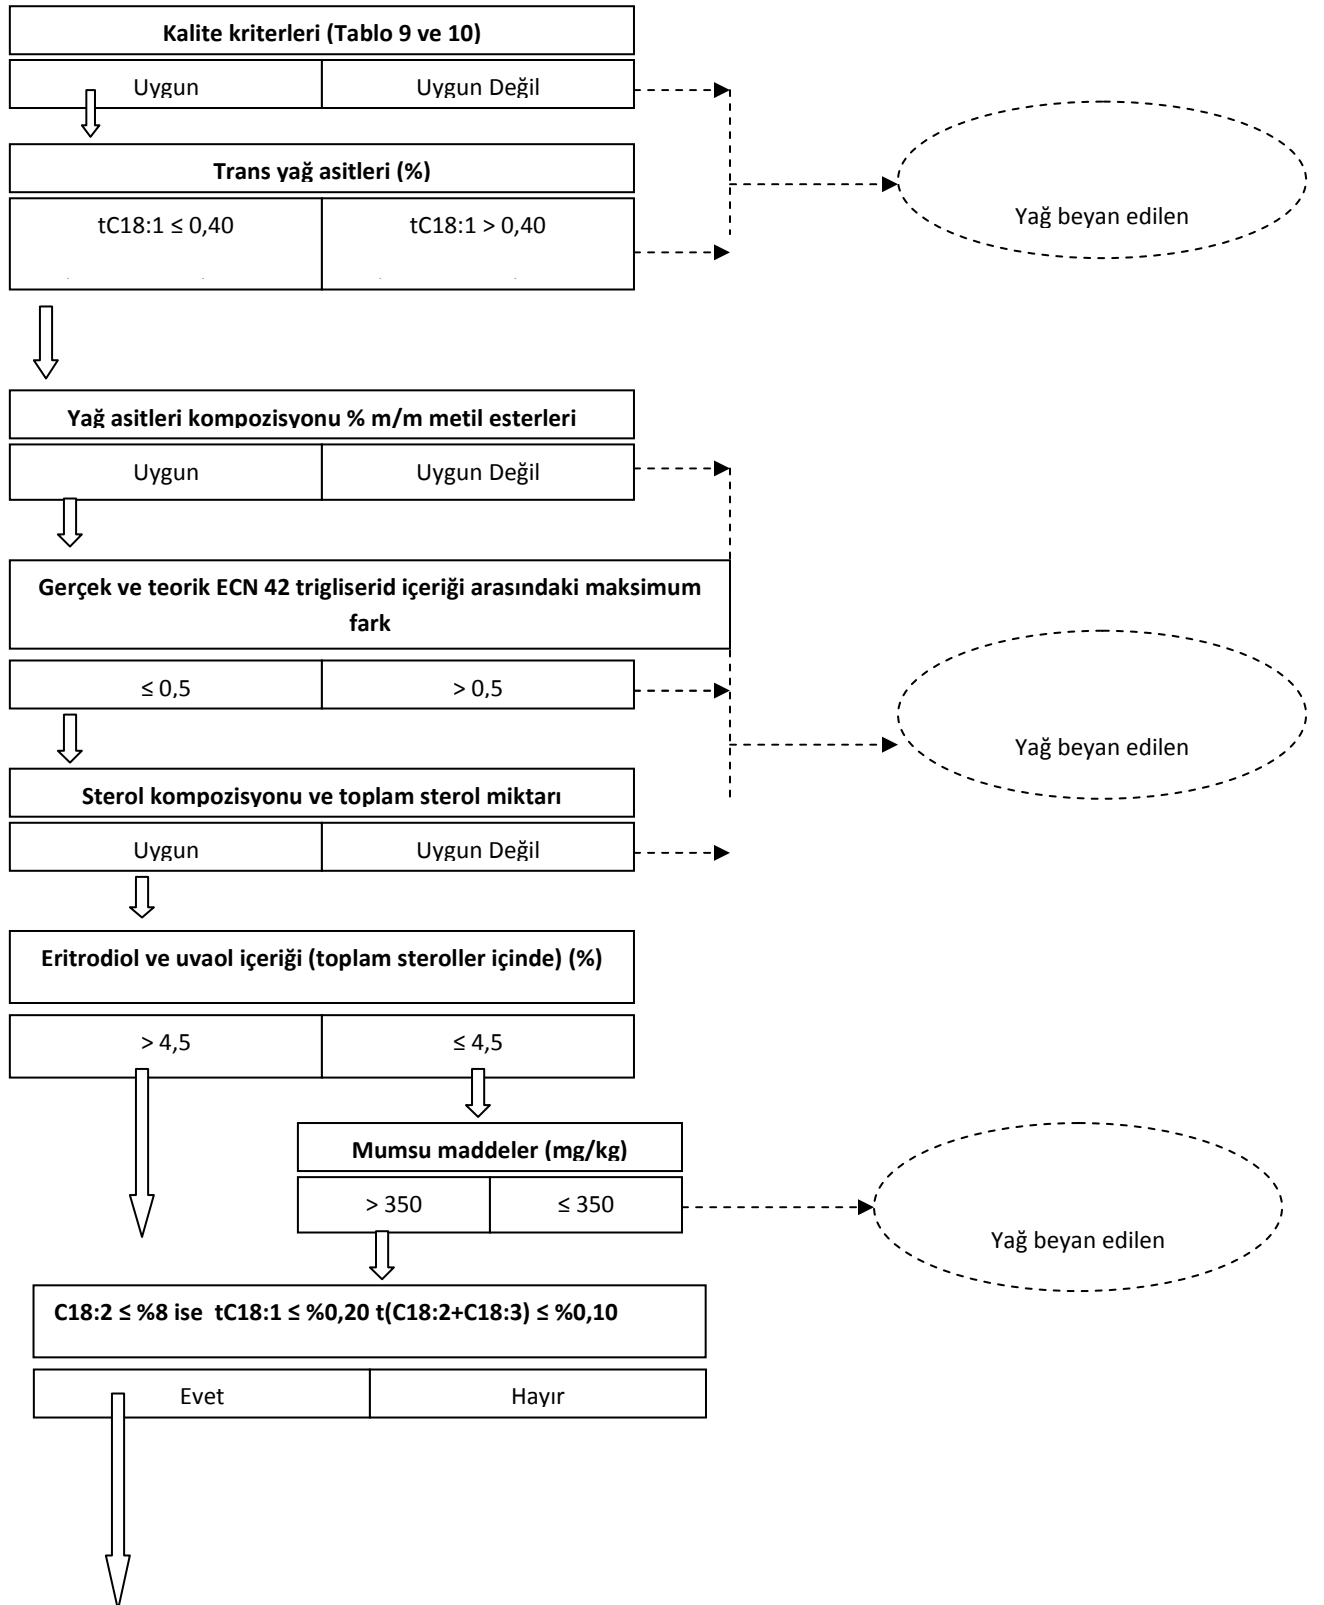 Kalite kriterleri (Tablo 9 ve 10)
Uygun
Uygun Değil
Trans yağ asitleri (%)
tC18:1 ≤ 0,40
tC18:1 > 0,40
Yağ beyan edilen
Yağ asitleri kompozisyonu % m/m metil esterleri
Uygun
Uygun Değil
Gerçek ve teorik ECN 42 trigliserid içeriği arasındaki maksimum
fark
≤ 0,5
> 0,5
Yağ beyan edilen
Sterol kompozisyonu ve toplam sterol miktarı
Uygun
Uygun Değil
Eritrodiol ve uvaol içeriği (toplam steroller içinde) (%)
> 4,5
≤ 4,5
Mumsu maddeler (mg/kg)
> 350
≤ 350
Yağ beyan edilen
C18:2 ≤ %8 ise tC18:1 ≤ %0,20 t(C18:2+C18:3) ≤ %0,10
Evet
Hayır